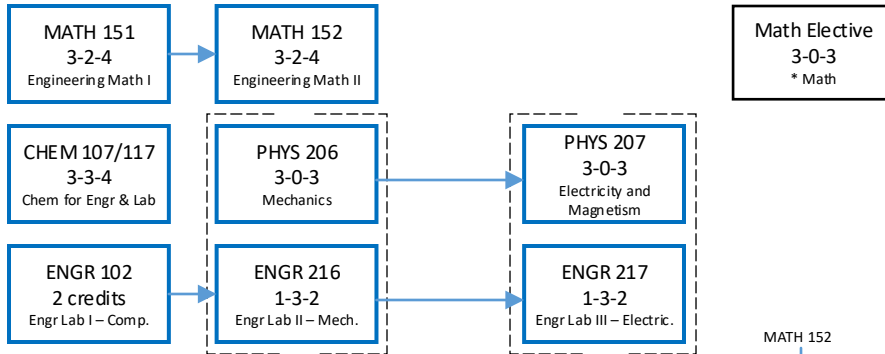 MATH 151
3-2-4
Engineering Math I
MATH 152
3-2-4
Engineering Math II
Math Elective
3-0-3
* Math
CHEM 107/117
3-3-4
Chem for Engr & Lab
PHYS 206
3-0-3
Mechanics
PHYS 207
3-0-3
Electricity and
Magnetism
ENGR 102
2 credits
Engr Lab I – Comp.
ENGR 216
1-3-2
Engr Lab II – Mech.
ENGR 217
1-3-2
Engr Lab III – Electric.
MATH 152